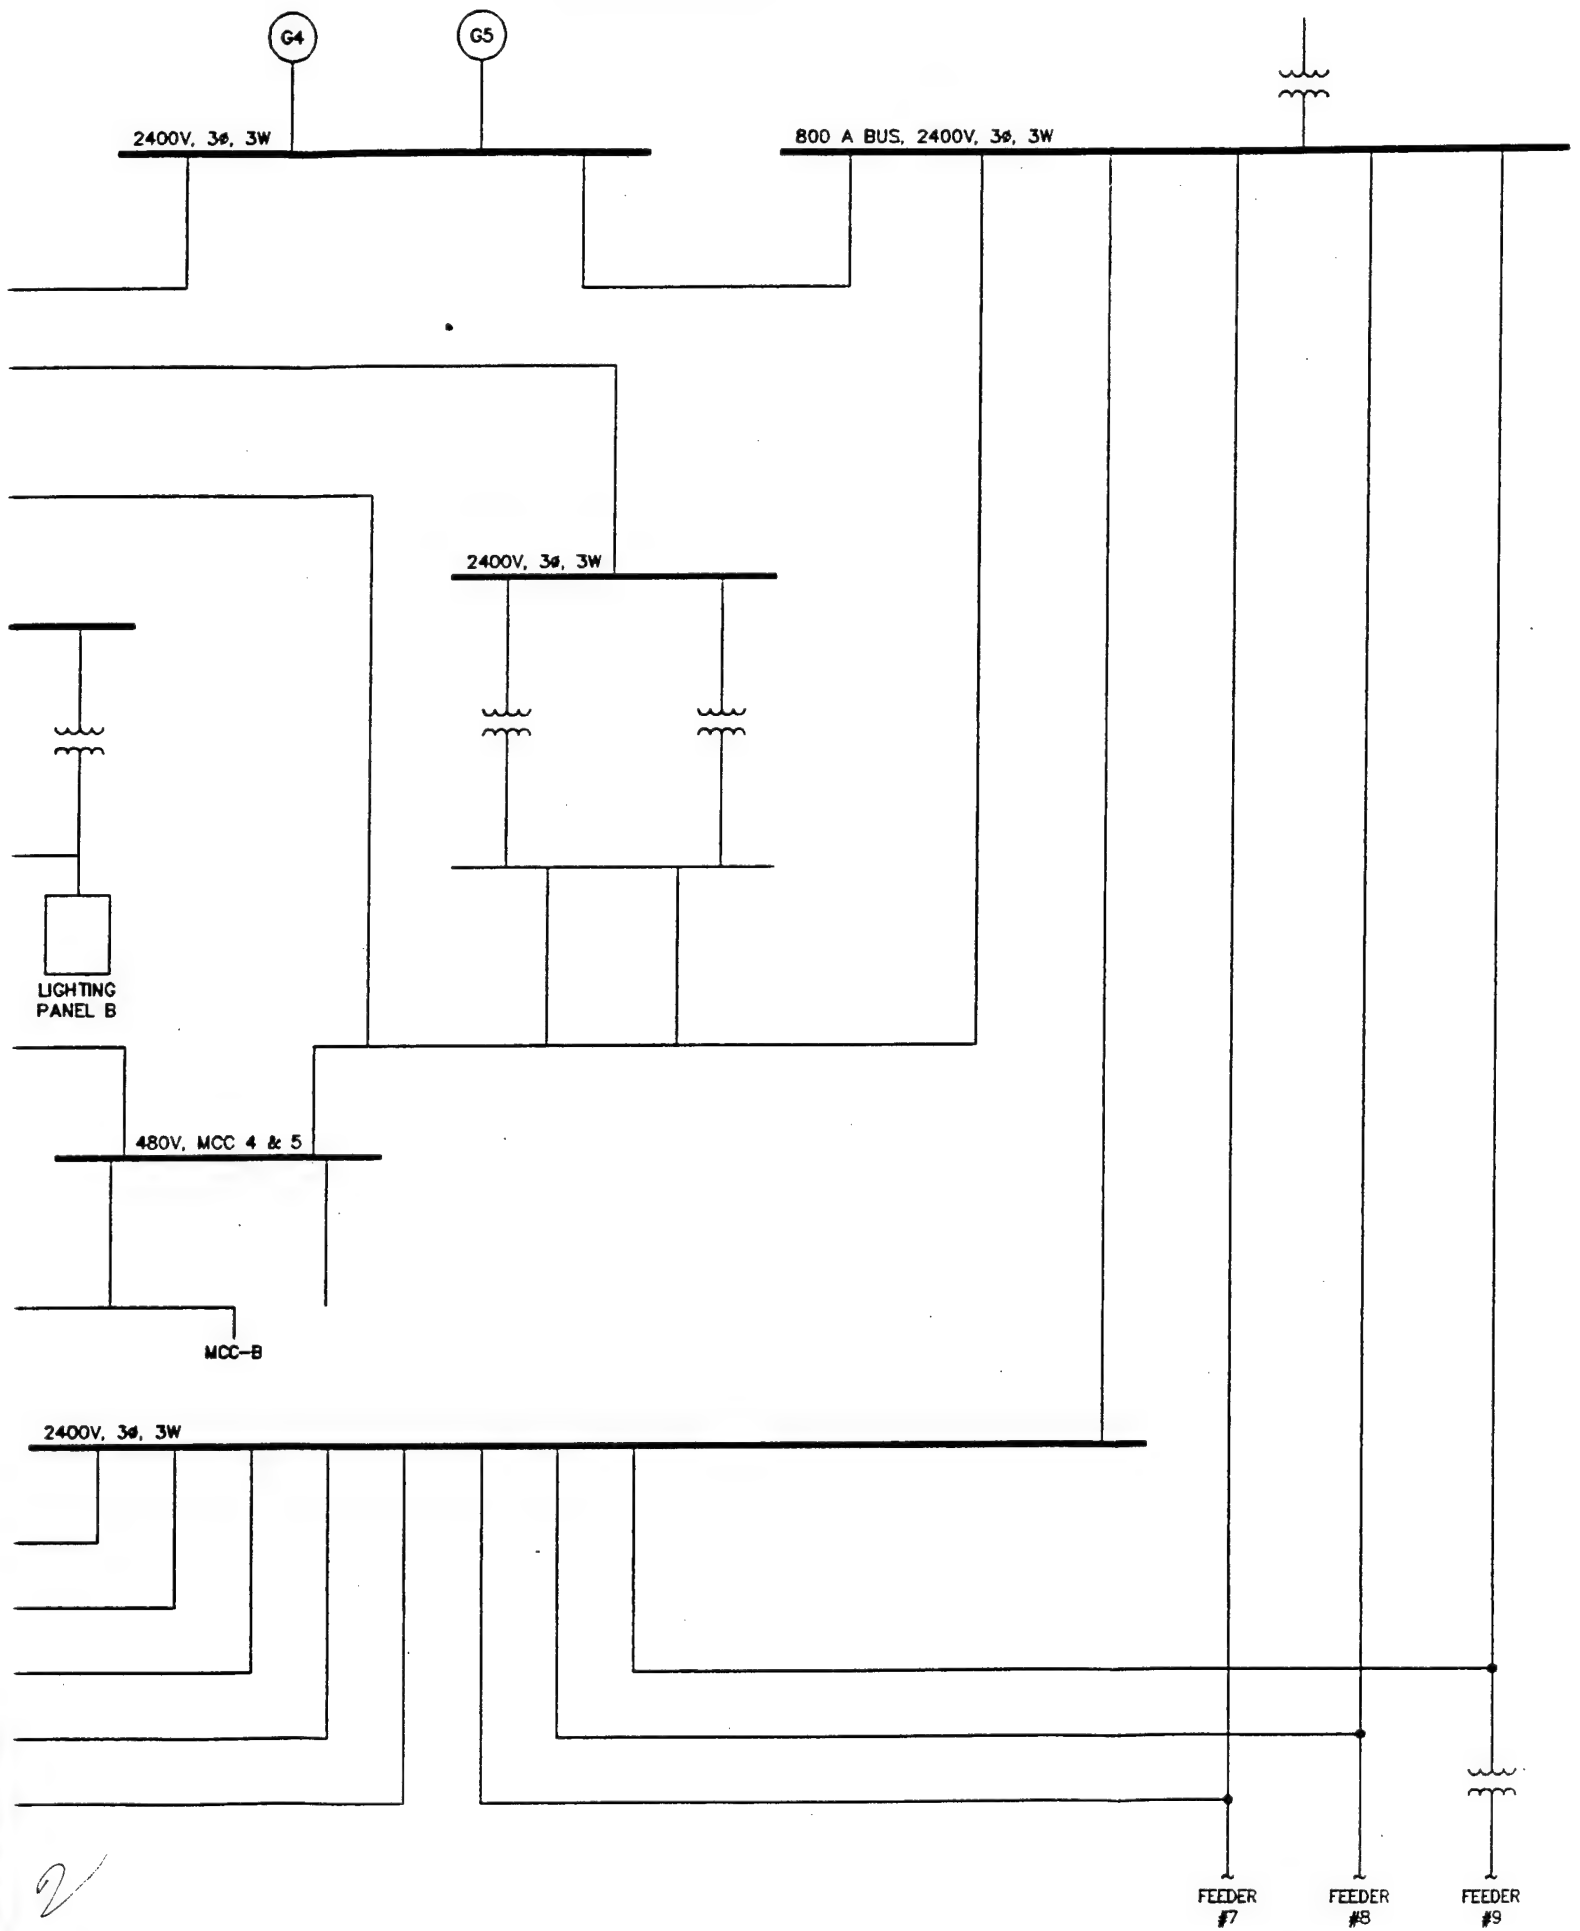 G4
G5
2400V, 3ø, 3W
800 A BUS, 2400V, 3ø, 3W
2400V, 3ø, 3W
LIGHTING
PANEL B
480V, MCC 4 & 5
MCC-B
2400V, 3ø, 3W
2
FEEDER
#7
FEEDER
#8
FEEDER
#9